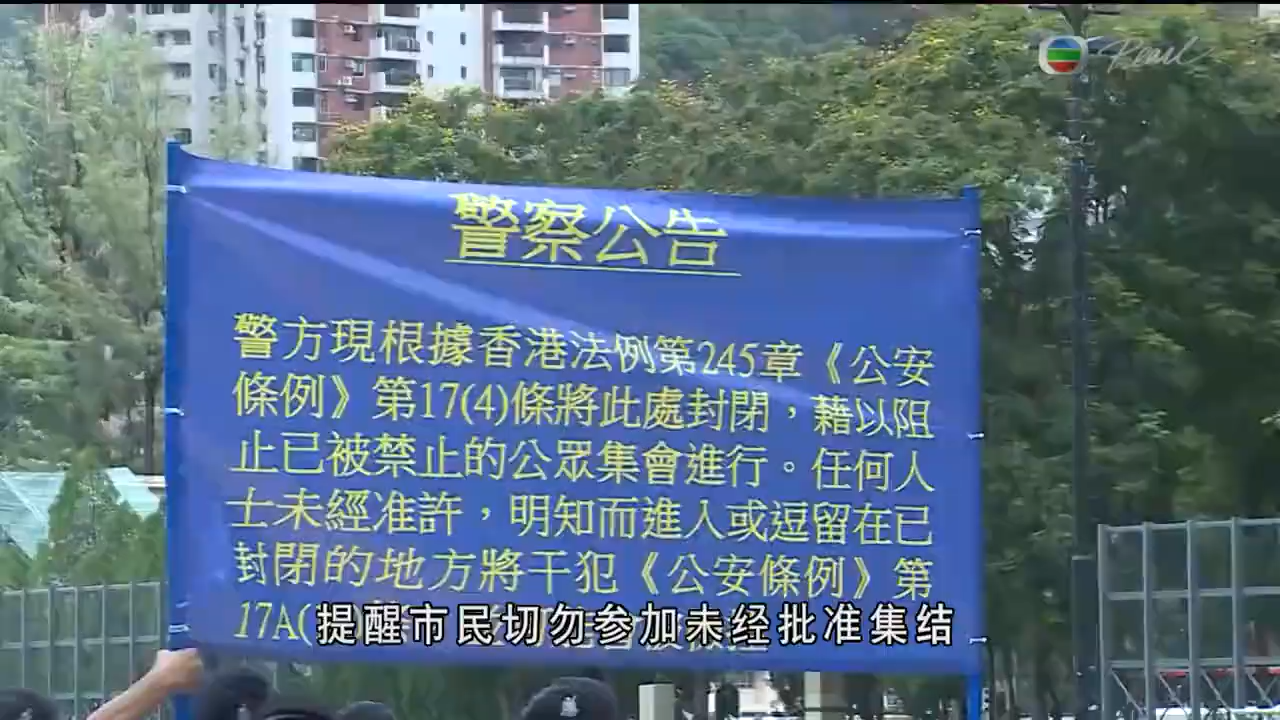 Pearl
警察公告
警方現根據香港法例第245章《公安
條例》第17(4)條將此處封閉，藉以阻
止已被禁止的公眾集會進行。任何人
士未經准許，明知而進入或逗留在已
封閉的地方將干犯《公安條例》第
17A(
提醒市民切勿参加未经批准集结